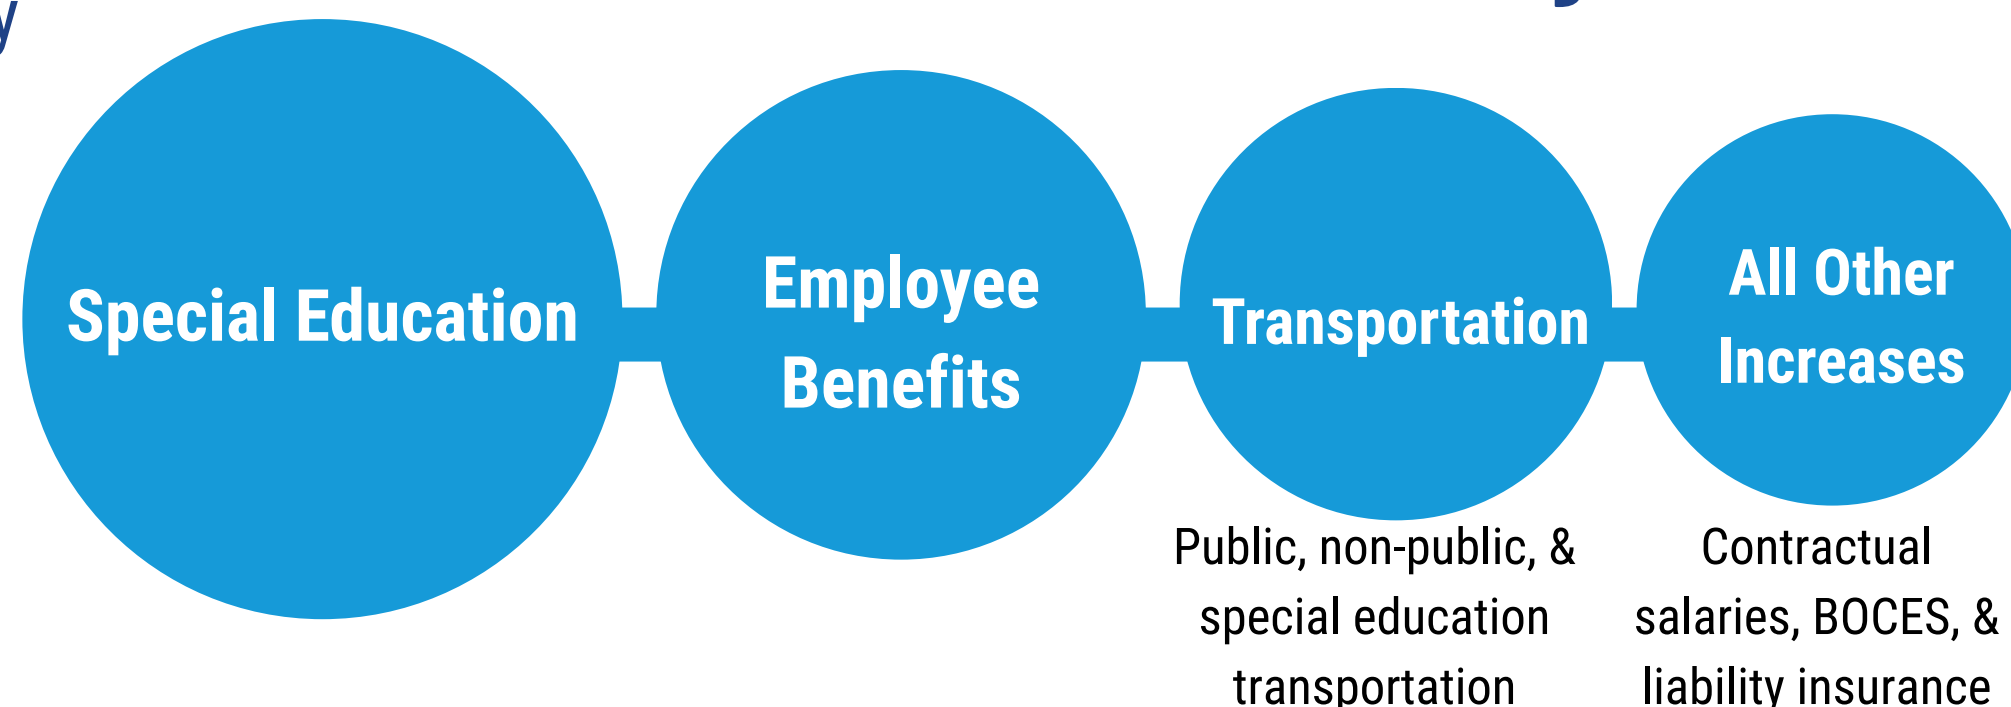 Special Education
Employee
Benefits
Transportation
All Other
Increases
Public, non-public, &
special education
transportation
Contractual
salaries, BOCES, &
liability insurance